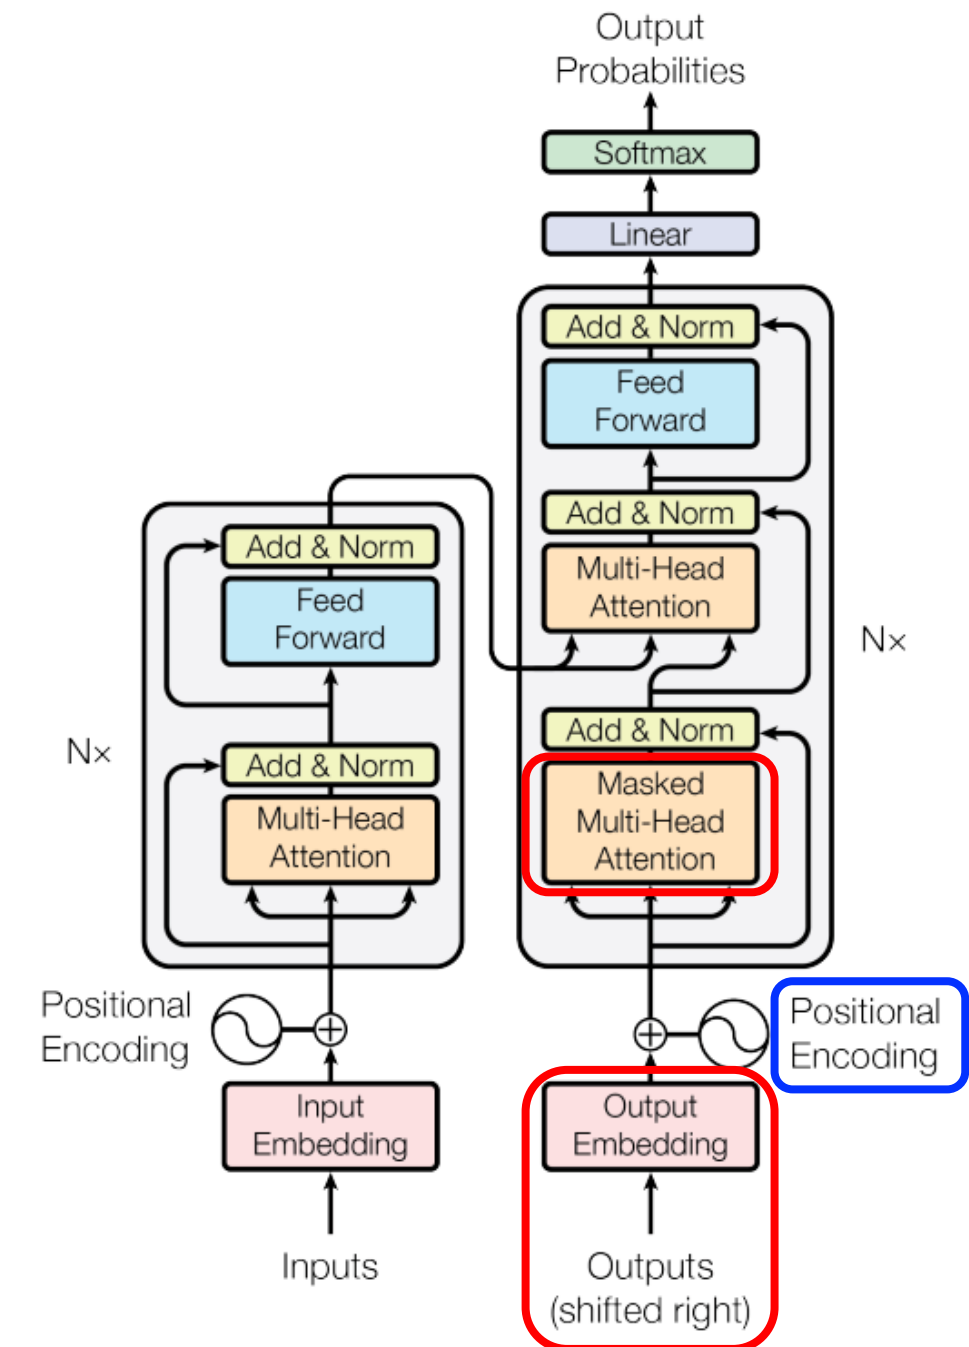 Output
Probabilities
Softmax
Linear
Add & Norm
Feed
Forward
Add & Norm
Multi-Head
Attention
N×
Add & Norm
Masked
Multi-Head
Attention
Add & Norm
Feed
Forward
N×
Add & Norm
Multi-Head
Attention
Positional
Encoding
Positional
Encoding
Input
Embedding
Output
Embedding
Inputs
Outputs
(shifted right)